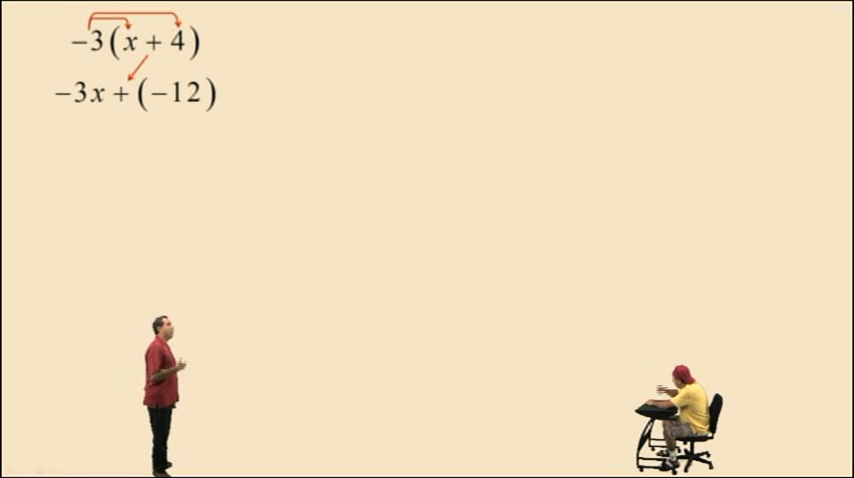 −3(x + 4)
−3x + (−12)